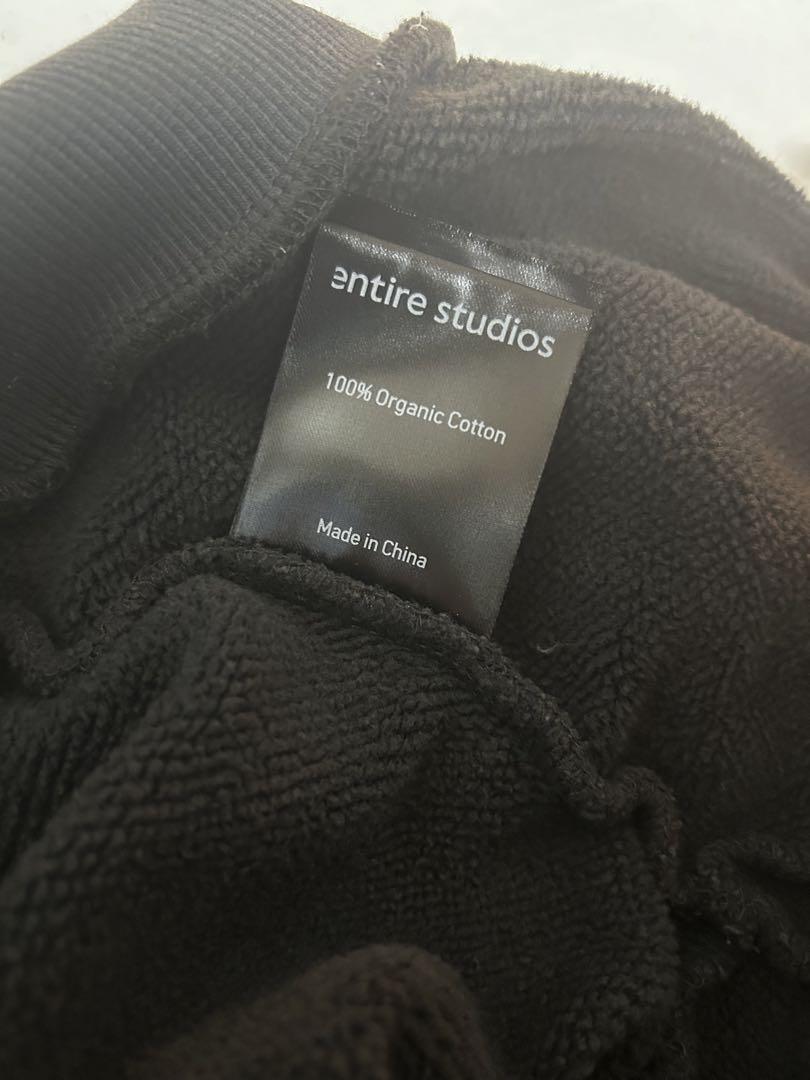 entire studios
100% Organic Cotton
Made in China